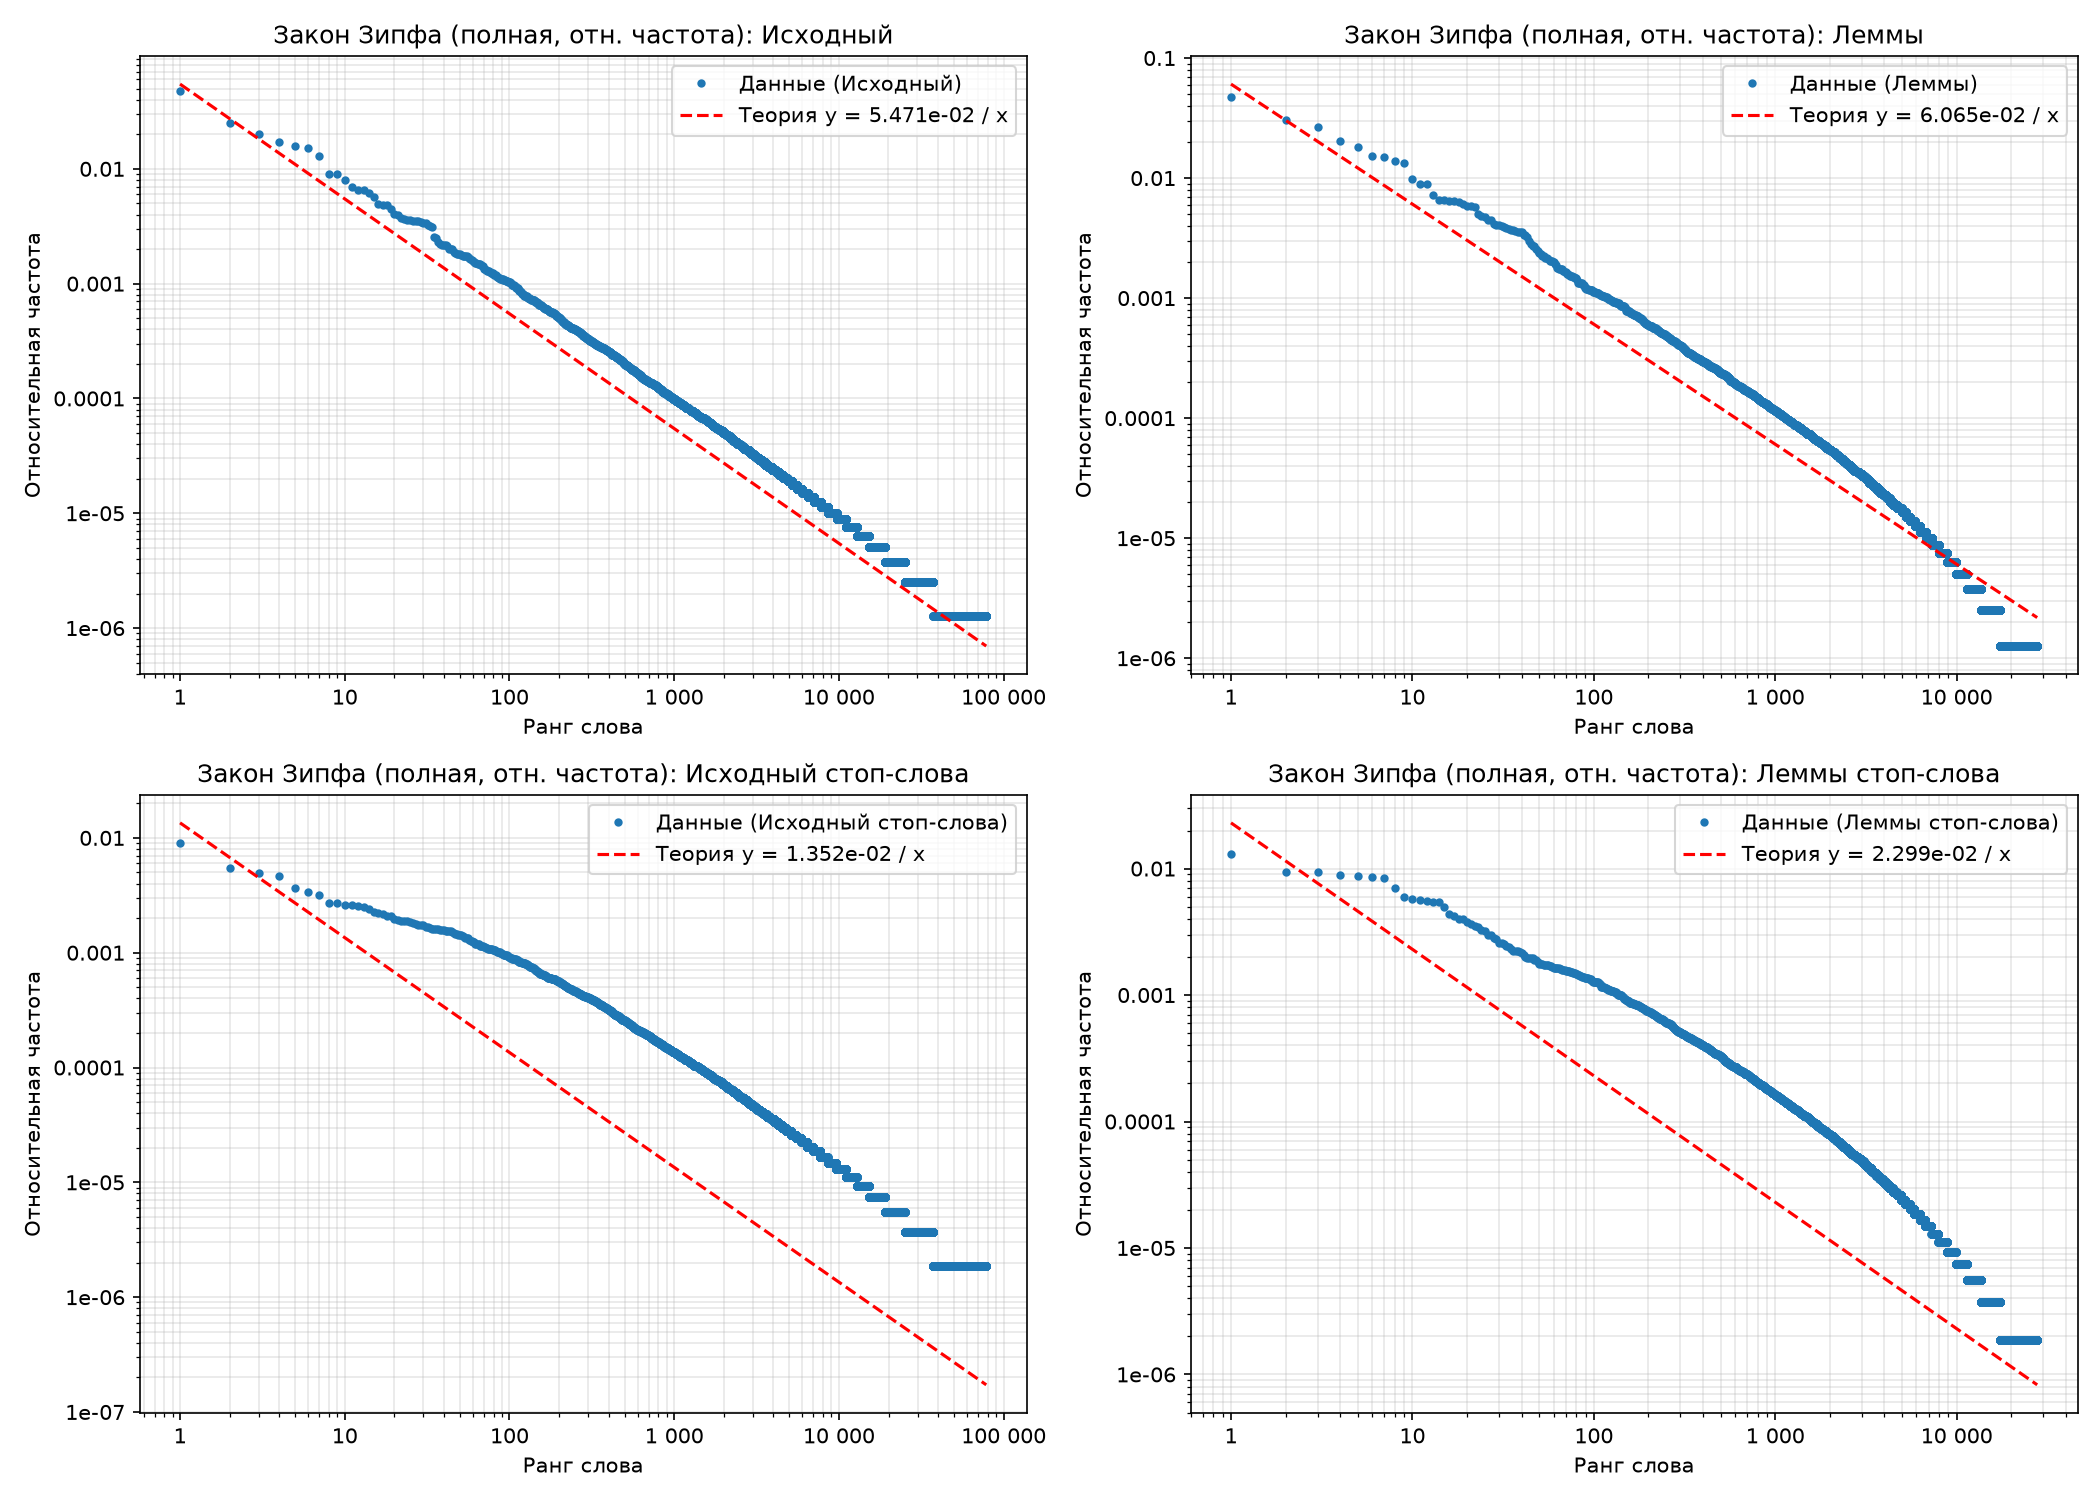 Закон Зипфа (полная, отн. частота): Исходный
Данные (Исходный)
Теория y = 5.471e-02 / x
Относительная частота
0.01
0.001
0.0001
1e-05
1e-06
1
10
100
1 000
10 000
100 000
Ранг слова
Закон Зипфа (полная, отн. частота): Леммы
Данные (Леммы)
Теория y = 6.065e-02 / x
Относительная частота
0.1
0.01
0.001
0.0001
1e-05
1e-06
1
10
100
1 000
10 000
Ранг слова
Закон Зипфа (полная, отн. частота): Исходный стоп-слова
Данные (Исходный стоп-слова)
Теория y = 1.352e-02 / x
Относительная частота
0.01
0.001
0.0001
1e-05
1e-06
1e-07
1
10
100
1 000
10 000
100 000
Ранг слова
Закон Зипфа (полная, отн. частота): Леммы стоп-слова
Данные (Леммы стоп-слова)
Теория y = 2.299e-02 / x
Относительная частота
0.01
0.001
0.0001
1e-05
1e-06
1
10
100
1 000
10 000
Ранг слова